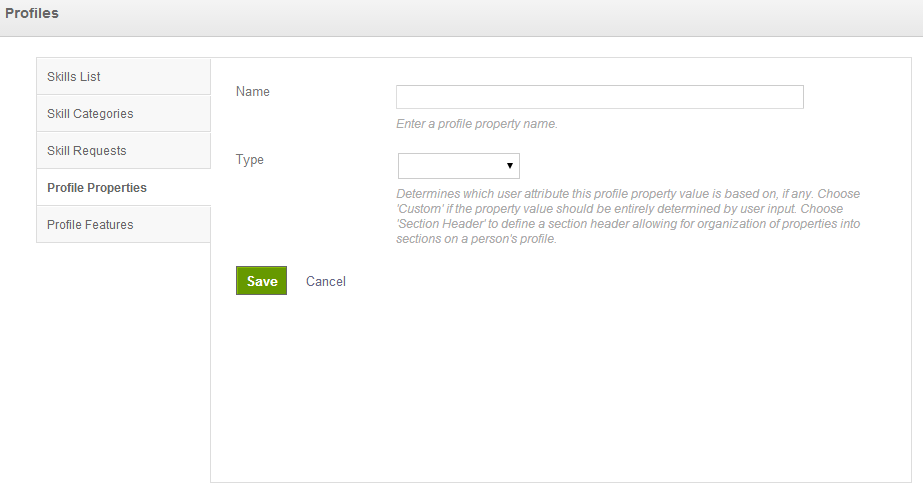 Profiles
Skills List
Skill Categories
Skill Requests
Profile Properties
Profile Features
Name
Enter a profile property name.
Type
Determines which user attribute this profile property value is based on, if any. Choose
'Custom' if the property value should be entirely determined by user input. Choose
'Section Header' to define a section header allowing for organization of properties into
sections on a person's profile.
Save
Cancel